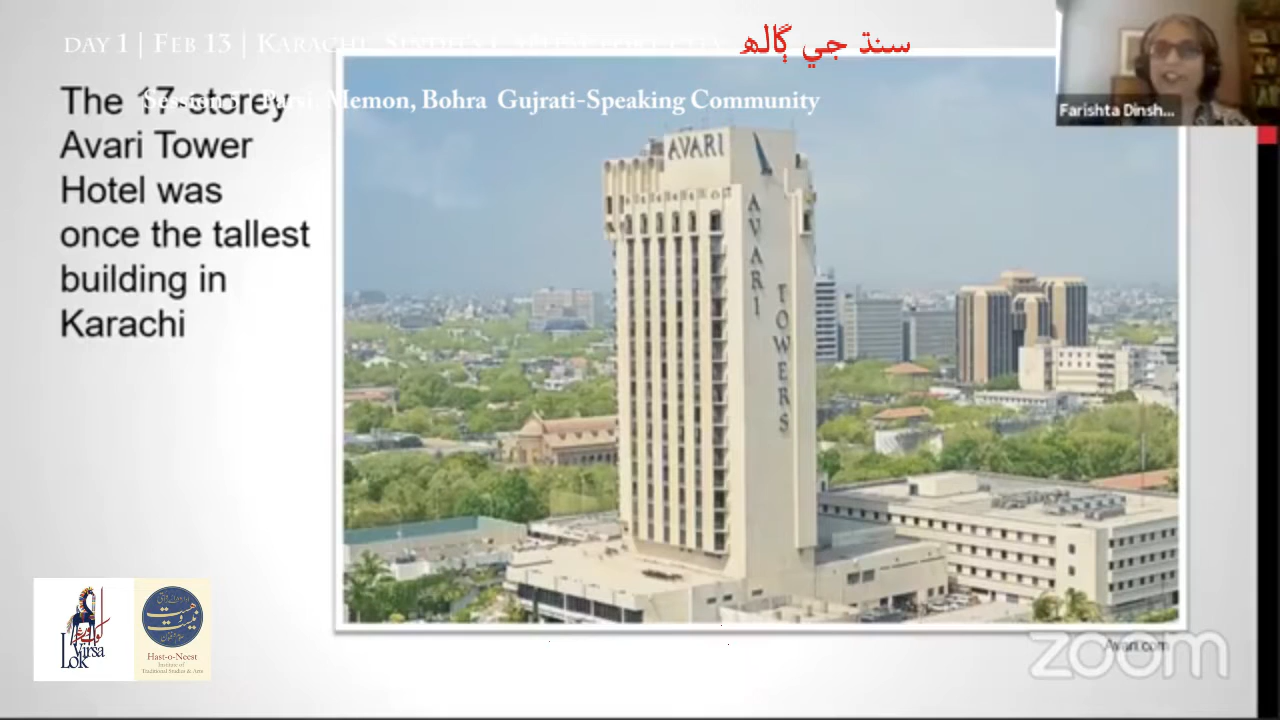 DAY 1 | FEB 13 | KARACHI
سنڌ جي ڳالھ
Session 5 Parsi, Memon, Bohra Gujrati-Speaking Community
Farishta Dinsh...
The 17-storey
Avari Tower
Hotel was
once the tallest
building in
Karachi
AVARI
AVARI
TOWERS
Lok
Virsa
Hast-o-Neest
Institute of
Traditional Studies & Arts
Avari.com
zoom